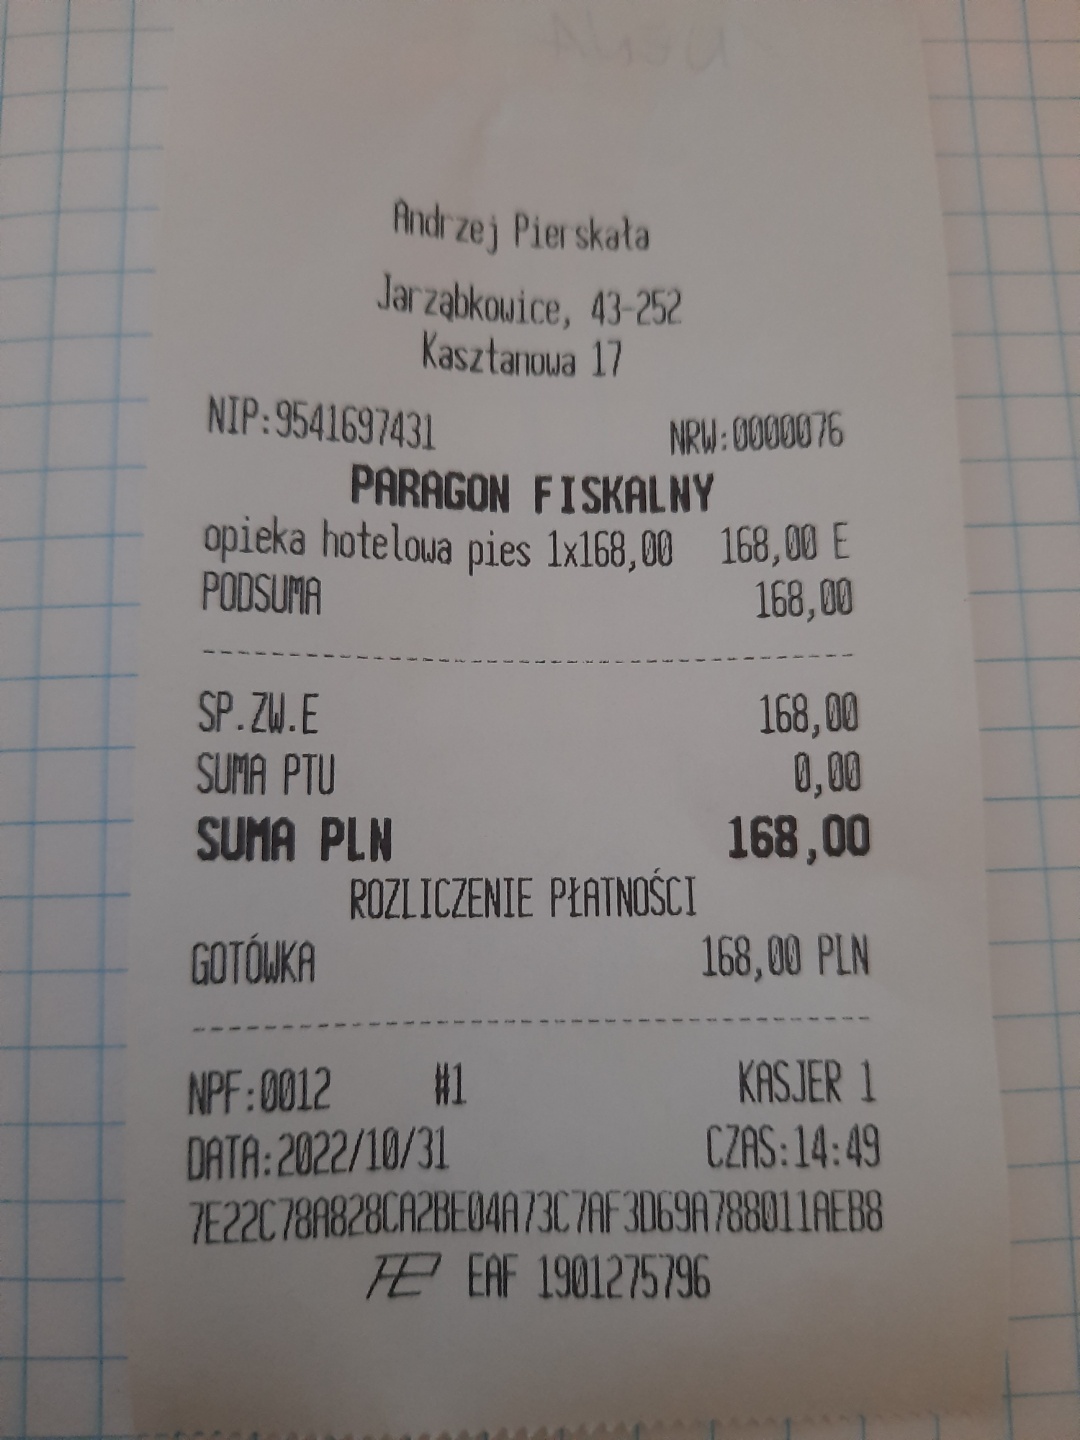 Andrzej Pierskała
Jarząbkowice, 43-252
Kasztanowa 17
NIP:9541697431 NRW:0000076
PARAGON FISKALNY
opieka hotelowa pies 1x168,00 168,00 E
PODSUMA 168,00
SP.ZW.E 168,00
SUMA PTU 0,00
SUMA PLN 168,00
ROZLICZENIE PŁATNOŚCI
GOTÓWKA 168,00 PLN
NPF:0012 #1 KASJER 1
DATA:2022/10/31 CZAS:14:49
7E22C78A828CA2BE04A73C7AF3D69A788011AEB8
EAF 1901275796